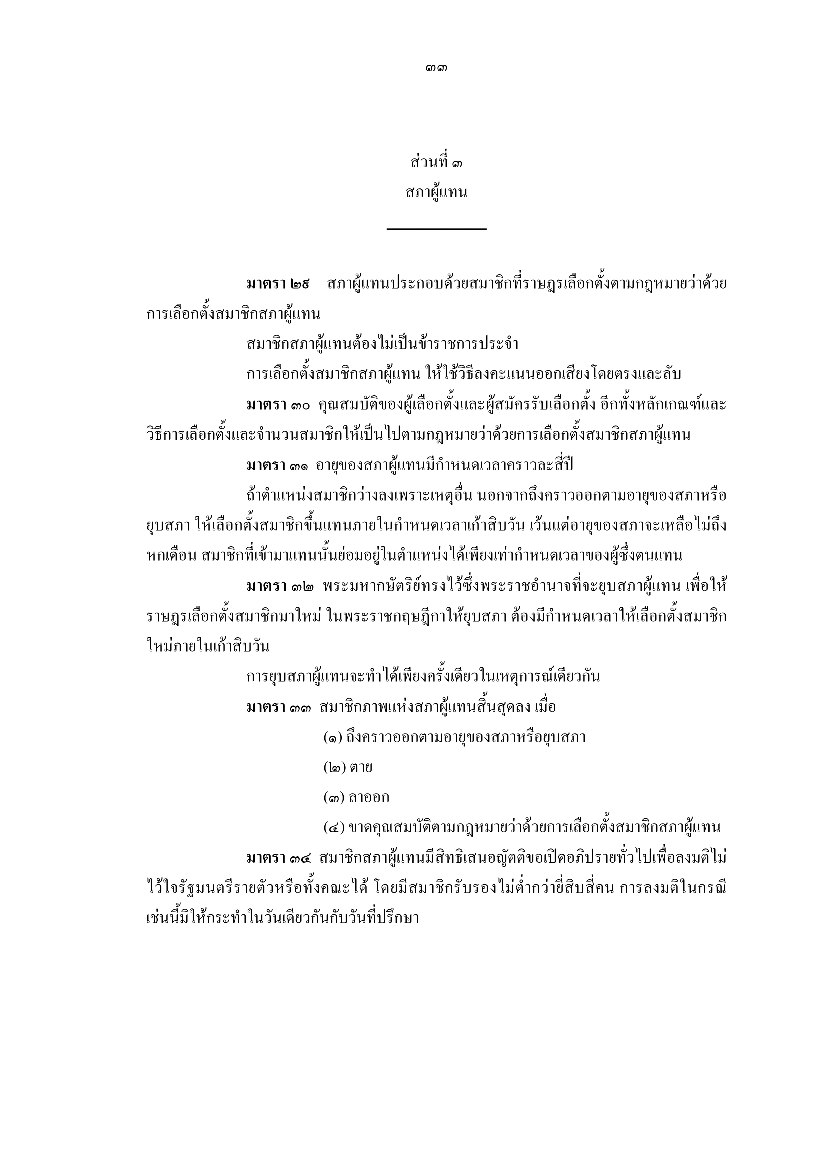 ๓๓
ส่วนที่ ๓
สภาผู้แทน
มาตรา ๒๙ สภาผู้แทนประกอบด้วยสมาชิกที่ราษฎรเลือกตั้งตามกฎหมายว่าด้วย
การเลือกตั้งสมาชิกสภาผู้แทน
สมาชิกสภาผู้แทนต้องไม่เป็นข้าราชการประจำ
การเลือกตั้งสมาชิกสภาผู้แทน ให้ใช้วิธีลงคะแนนออกเสียงโดยตรงและลับ
มาตรา ๓๐ คุณสมบัติของผู้เลือกตั้งและผู้สมัครรับเลือกตั้ง อีกทั้งหลักเกณฑ์และ
วิธีการเลือกตั้งและจำนวนสมาชิกให้เป็นไปตามกฎหมายว่าด้วยการเลือกตั้งสมาชิกสภาผู้แทน
มาตรา ๓๑ อายุของสภาผู้แทนมีกำหนดเวลาคราวละสี่ปี
ถ้าตำแหน่งสมาชิกว่างลงเพราะเหตุอื่น นอกจากถึงคราวออกตามอายุของสภาหรือ
ยุบสภา ให้เลือกตั้งสมาชิกขึ้นแทนภายในกำหนดเวลาเก้าสิบวัน เว้นแต่อายุของสภาจะเหลือไม่ถึง
หกเดือน สมาชิกที่เข้ามาแทนนั้นย่อมอยู่ในตำแหน่งได้เพียงเท่ากำหนดเวลาของผู้ซึ่งตนแทน
มาตรา ๓๒ พระมหากษัตริย์ทรงไว้ซึ่งพระราชอำนาจที่จะยุบสภาผู้แทน เพื่อให้
ราษฎรเลือกตั้งสมาชิกมาใหม่ ในพระราชกฤษฎีกาให้ยุบสภา ต้องมีกำหนดเวลาให้เลือกตั้งสมาชิก
ใหม่ภายในเก้าสิบวัน
การยุบสภาผู้แทนจะทำได้เพียงครั้งเดียวในเหตุการณ์เดียวกัน
มาตรา ๓๓ สมาชิกภาพแห่งสภาผู้แทนสิ้นสุดลง เมื่อ
(๑) ถึงคราวออกตามอายุของสภาหรือยุบสภา
(๒) ตาย
(๓) ลาออก
(๔) ขาดคุณสมบัติตามกฎหมายว่าด้วยการเลือกตั้งสมาชิกสภาผู้แทน
มาตรา ๓๔ สมาชิกสภาผู้แทนมีสิทธิเสนอญัตติขอเปิดอภิปรายทั่วไปเพื่อลงมติไม่
ไว้ใจรัฐมนตรีรายตัวหรือทั้งคณะได้ โดยมีสมาชิกรับรองไม่ต่ำกว่ายี่สิบสี่คน การลงมติในกรณี
เช่นนี้มิให้กระทำในวันเดียวกันกับวันที่ปรึกษา